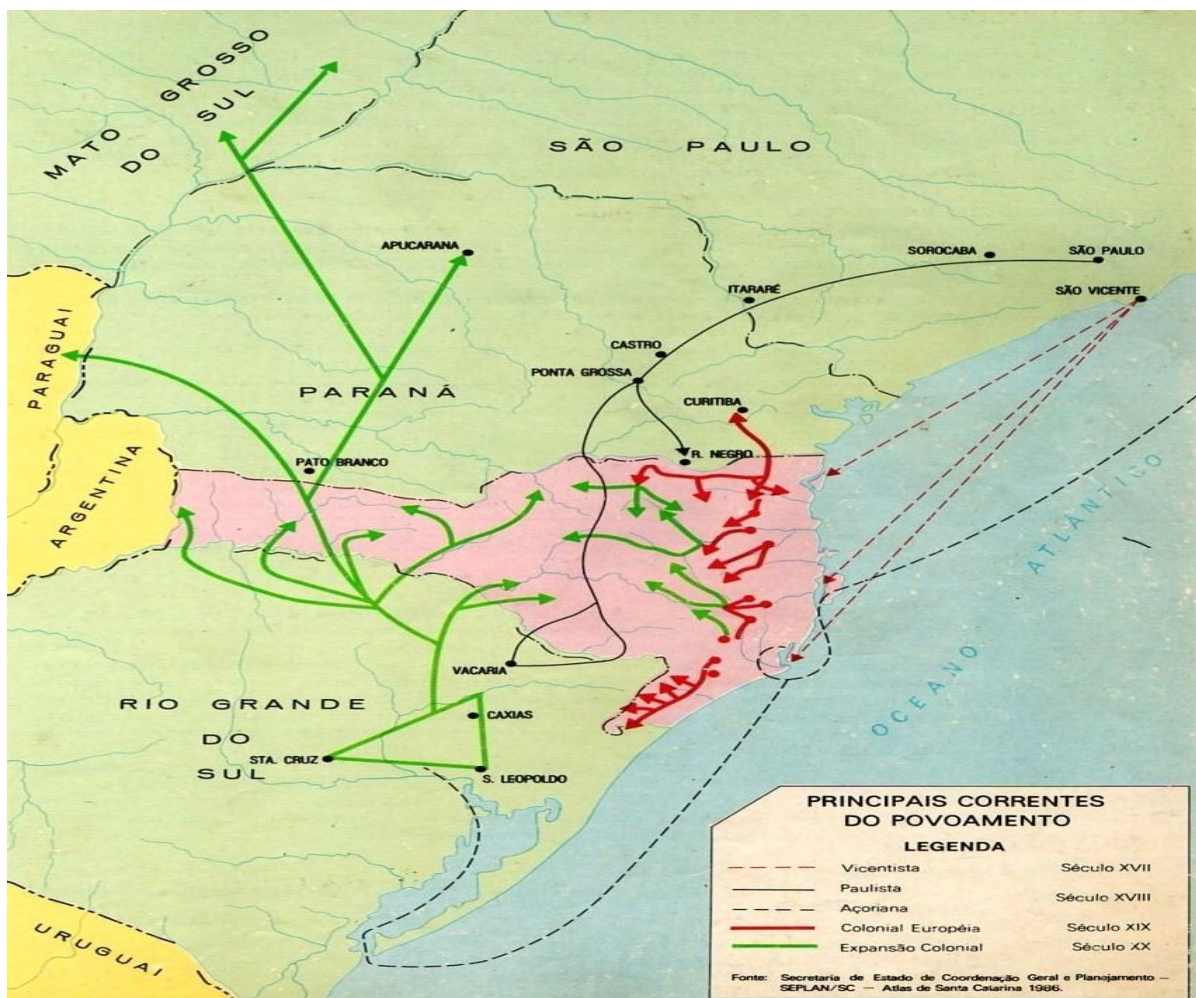 MATO GROSSO
DO SUL
SÃO PAULO
APUCARANA
SOROCABA
SÃO PAULO
ITARARÉ
SÃO VICENTE
PARAGUAI
CASTRO
PONTA GROSSA
PARANÁ
CURITIBA
PATO BRANCO
R. NEGRO
ARGENTINA
OCEANO ATLÂNTICO
VACARIA
RIO GRANDE
DO
SUL
CAXIAS
STA. CRUZ
S. LEOPOLDO
URUGUAI
PRINCIPAIS CORRENTES
DO POVOAMENTO
LEGENDA
Vicentista Século XVII
Paulista
Século XVIII
Açoriana
Colonial Européia Século XIX
Expansão Colonial Século XX
Fonte: Secretaria de Estado de Coordenação Geral e Planejamento –
SEPLAN/SC – Atlas de Santa Catarina 1986.